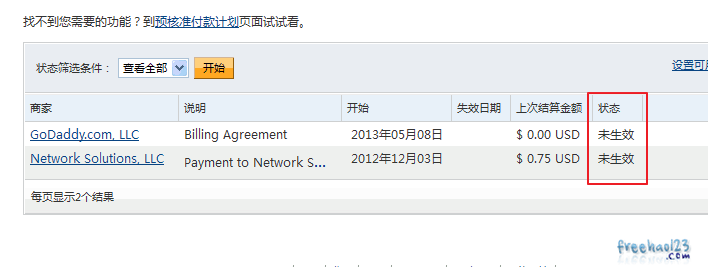 找不到您需要的功能？到预核准付款计划页面试试看。
状态筛选条件： 查看全部 开始 设置可用
商家 说明 开始 失效日期 上次结算金额 状态
GoDaddy.com, LLC Billing Agreement 2013年05月08日 $ 0.00 USD 未生效
Network Solutions, LLC Payment to Network S... 2012年12月03日 $ 0.75 USD 未生效
每页显示2个结果
freehao123
.com